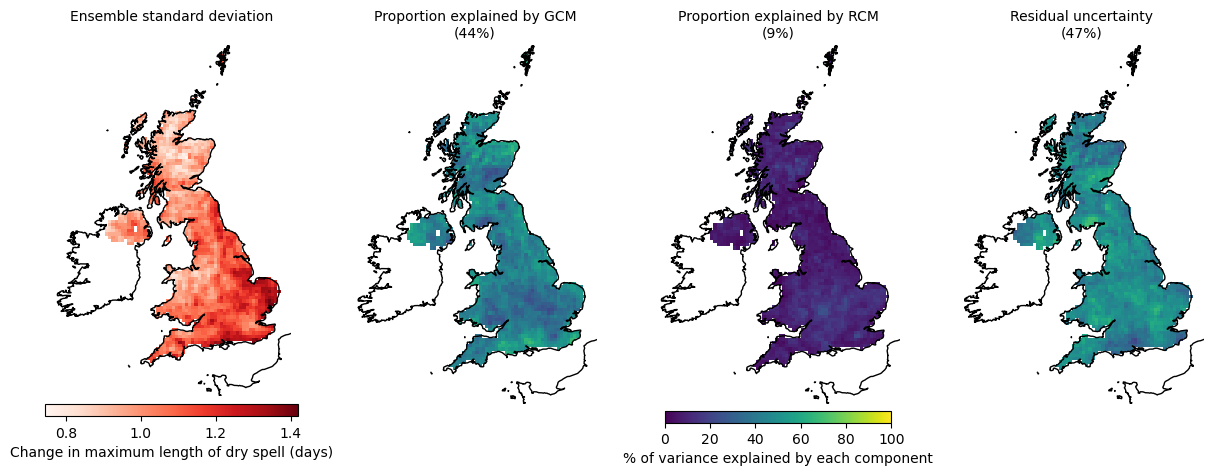 Ensemble standard deviation
Proportion explained by GCM
(44%)
Proportion explained by RCM
(9%)
Residual uncertainty
(47%)
0.8 1.0 1.2 1.4
Change in maximum length of dry spell (days)
0 20 40 60 80 100
% of variance explained by each component